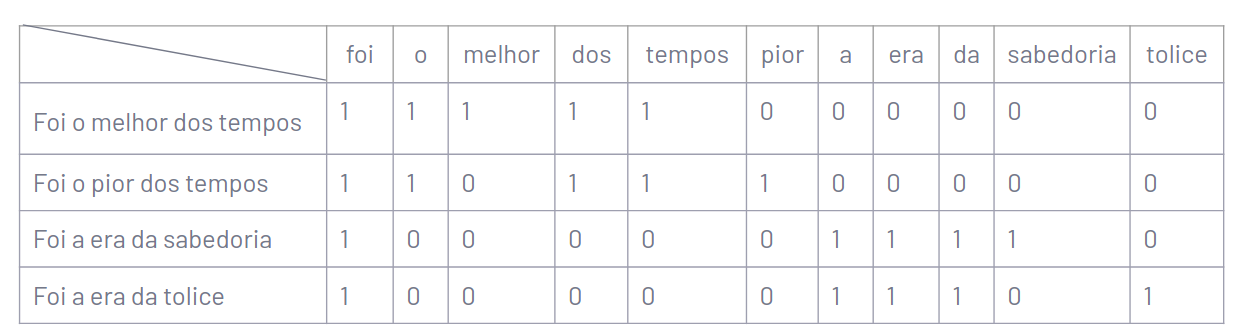 foi o melhor dos tempos pior a era da sabedoria tolice
Foi o melhor dos tempos 1 1 1 1 1 0 0 0 0 0 0
Foi o pior dos tempos 1 1 0 1 1 1 0 0 0 0 0
Foi a era da sabedoria 1 0 0 0 0 0 1 1 1 1 0
Foi a era da tolice 1 0 0 0 0 0 1 1 1 0 1